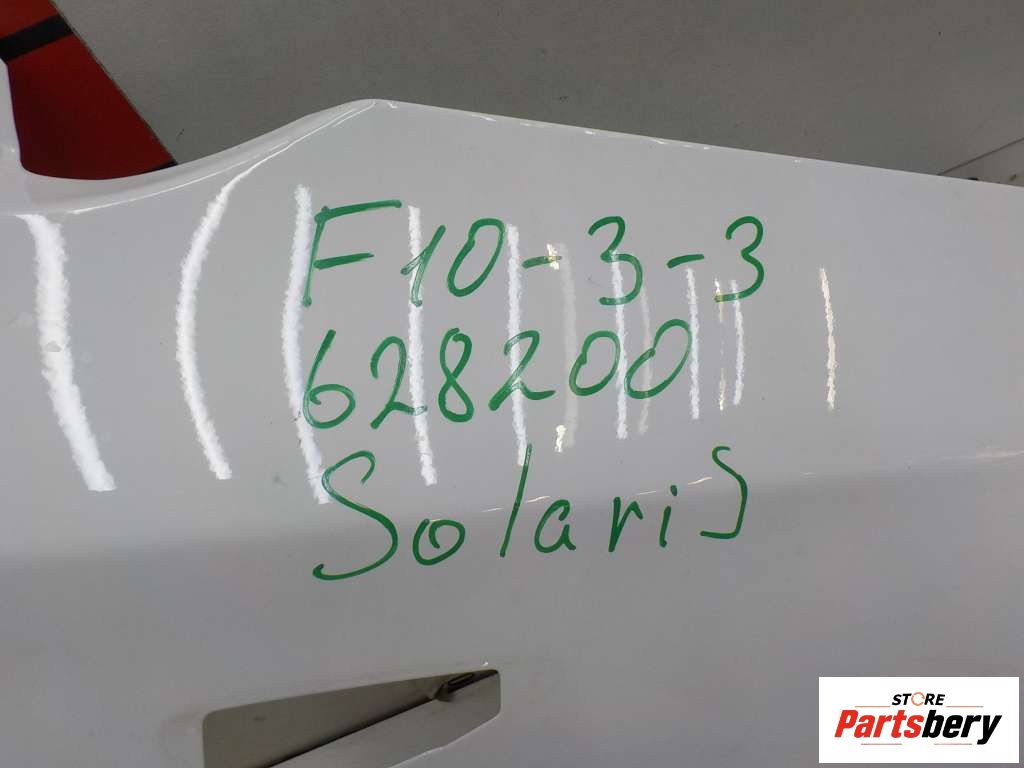 F10-3-3
628200
Solaris
STORE
Partsbery